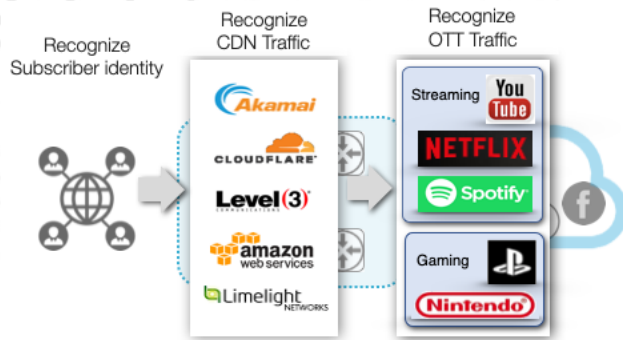 Recognize
Subscriber identity
Recognize
CDN Traffic
Akamai
CLOUDFLARE
Level(3)
COMMUNICATIONS
amazon
web services
Limelight
NETWORKS
Recognize
OTT Traffic
Streaming
You
Tube
NETFLIX
Spotify
Gaming
Nintendo
f